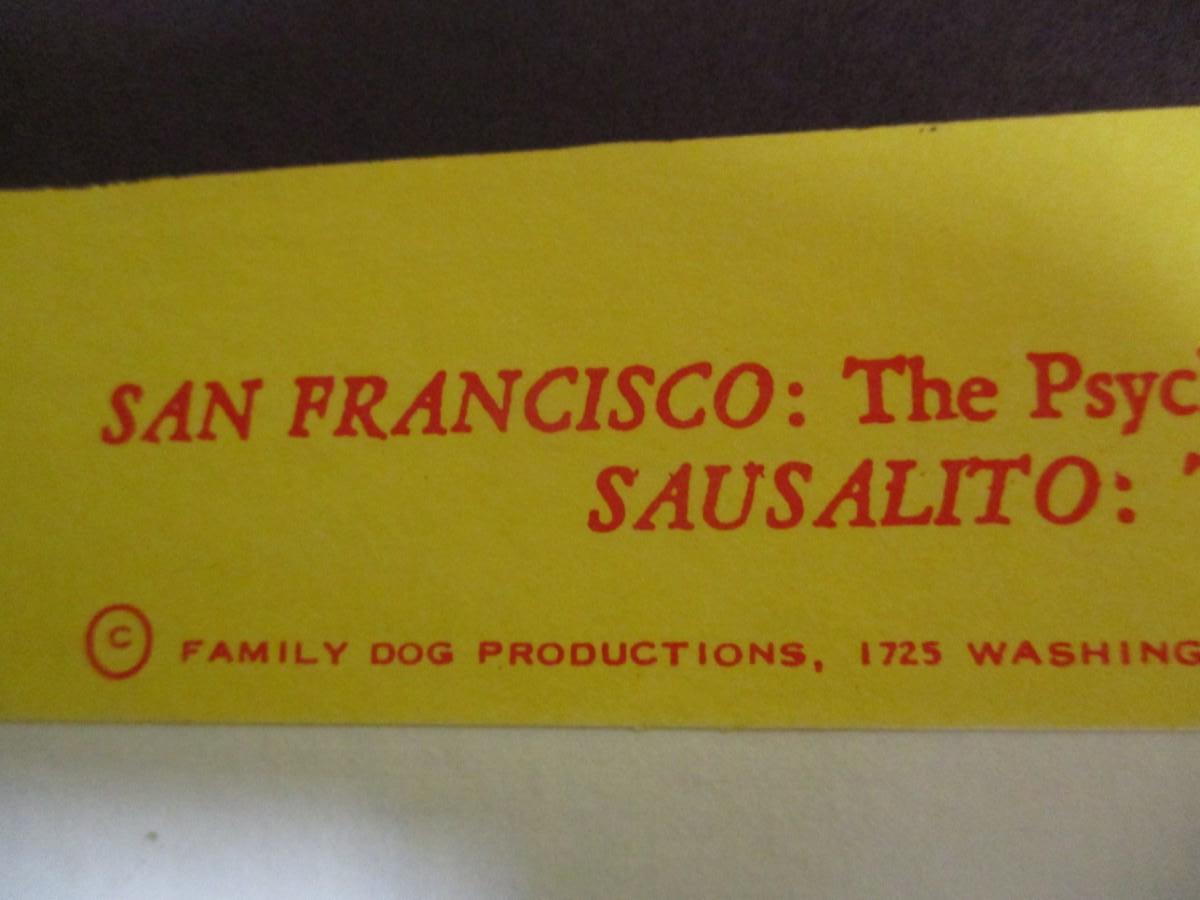 SAN FRANCISCO: The Psyc
SAUSALITO:
© FAMILY DOG PRODUCTIONS, 1725 WASHING